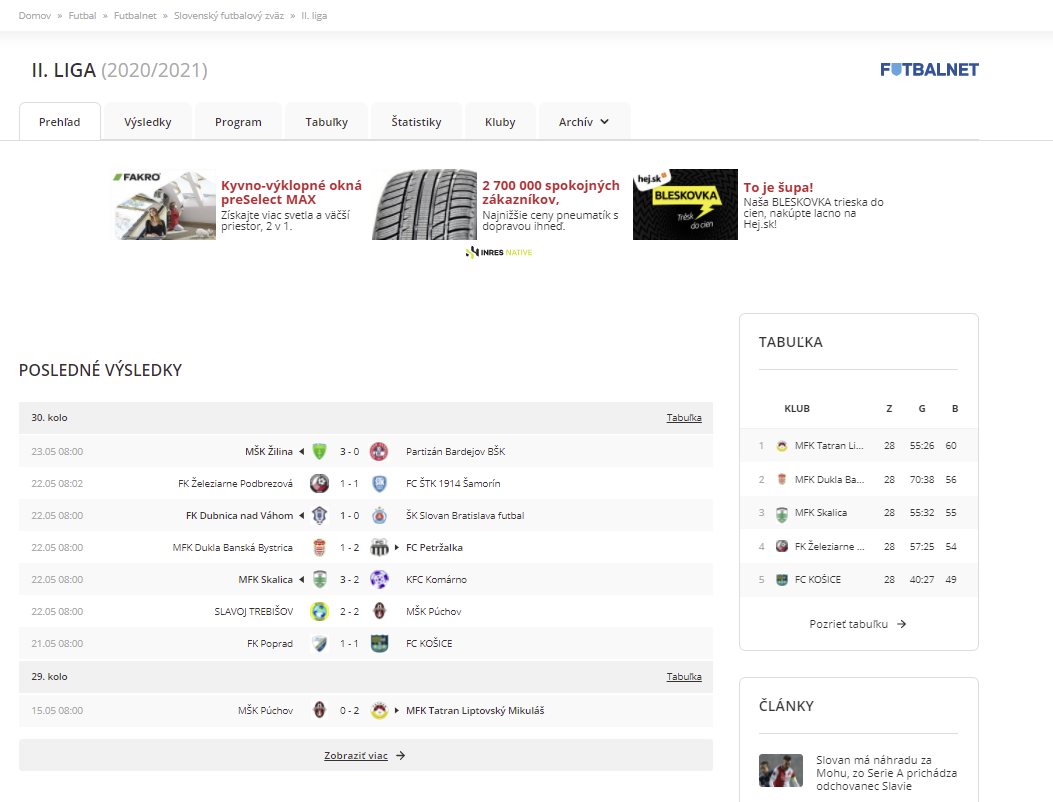 Domov » Futbal » Futbalnet » Slovenský futbalový zväz » II. liga
II. LIGA (2020/2021)
FUTBALNET
Prehľad Výsledky Program Tabuľky Štatistiky Kluby Archív
FAKRO
Kyvno-výklopné okná
preSelect MAX
Získajte viac svetla a väčší
priestor, 2 v 1.
2 700 000 spokojných
zákazníkov,
Najnižšie ceny pneumatík s
dopravou ihneď.
hej.sk
BLESKOVKA
Trěsk
do cien
To je šupa!
Naša BLESKOVKA trieska do
cien, nakúpte lacno na
Hej.sk!
INRES NATIVE
POSLEDNÉ VÝSLEDKY
30. kolo Tabuľka
23.05 08:00 MŠK Žilina 3 - 0 Partizán Bardejov BŠK
22.05 08:02 FK Železiarne Podbrezová 1 - 1 FC ŠTK 1914 Šamorín
22.05 08:00 FK Dubnica nad Váhom 1 - 0 ŠK Slovan Bratislava futbal
22.05 08:00 MFK Dukla Banská Bystrica 1 - 2 FC Petržalka
22.05 08:00 MFK Skalica 3 - 2 KFC Komárno
22.05 08:00 SLAVOJ TREBIŠOV 2 - 2 MŠK Púchov
21.05 08:00 FK Poprad 1 - 1 FC KOŠICE
29. kolo Tabuľka
15.05 08:00 MŠK Púchov 0 - 2 MFK Tatran Liptovský Mikuláš
Zobraziť viac
TABUĽKA
KLUB Z G B
1 MFK Tatran Li... 28 55:26 60
2 MFK Dukla Ba... 28 70:38 56
3 MFK Skalica 28 55:32 55
4 FK Železiarne ... 28 57:25 54
5 FC KOŠICE 28 40:27 49
Pozrieť tabuľku
ČLÁNKY
Slovan má náhradu za
Mohu, zo Serie A prichádza
odchovanec Slavie